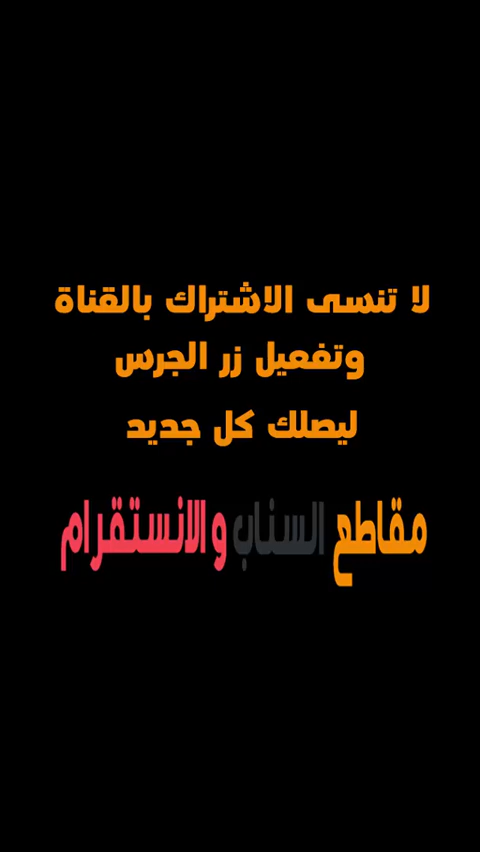 لا تنسى الاشتراك بالقناة
وتفعيل زر الجرس
ليصلك كل جديد
مقاطع السناب والانستقرام